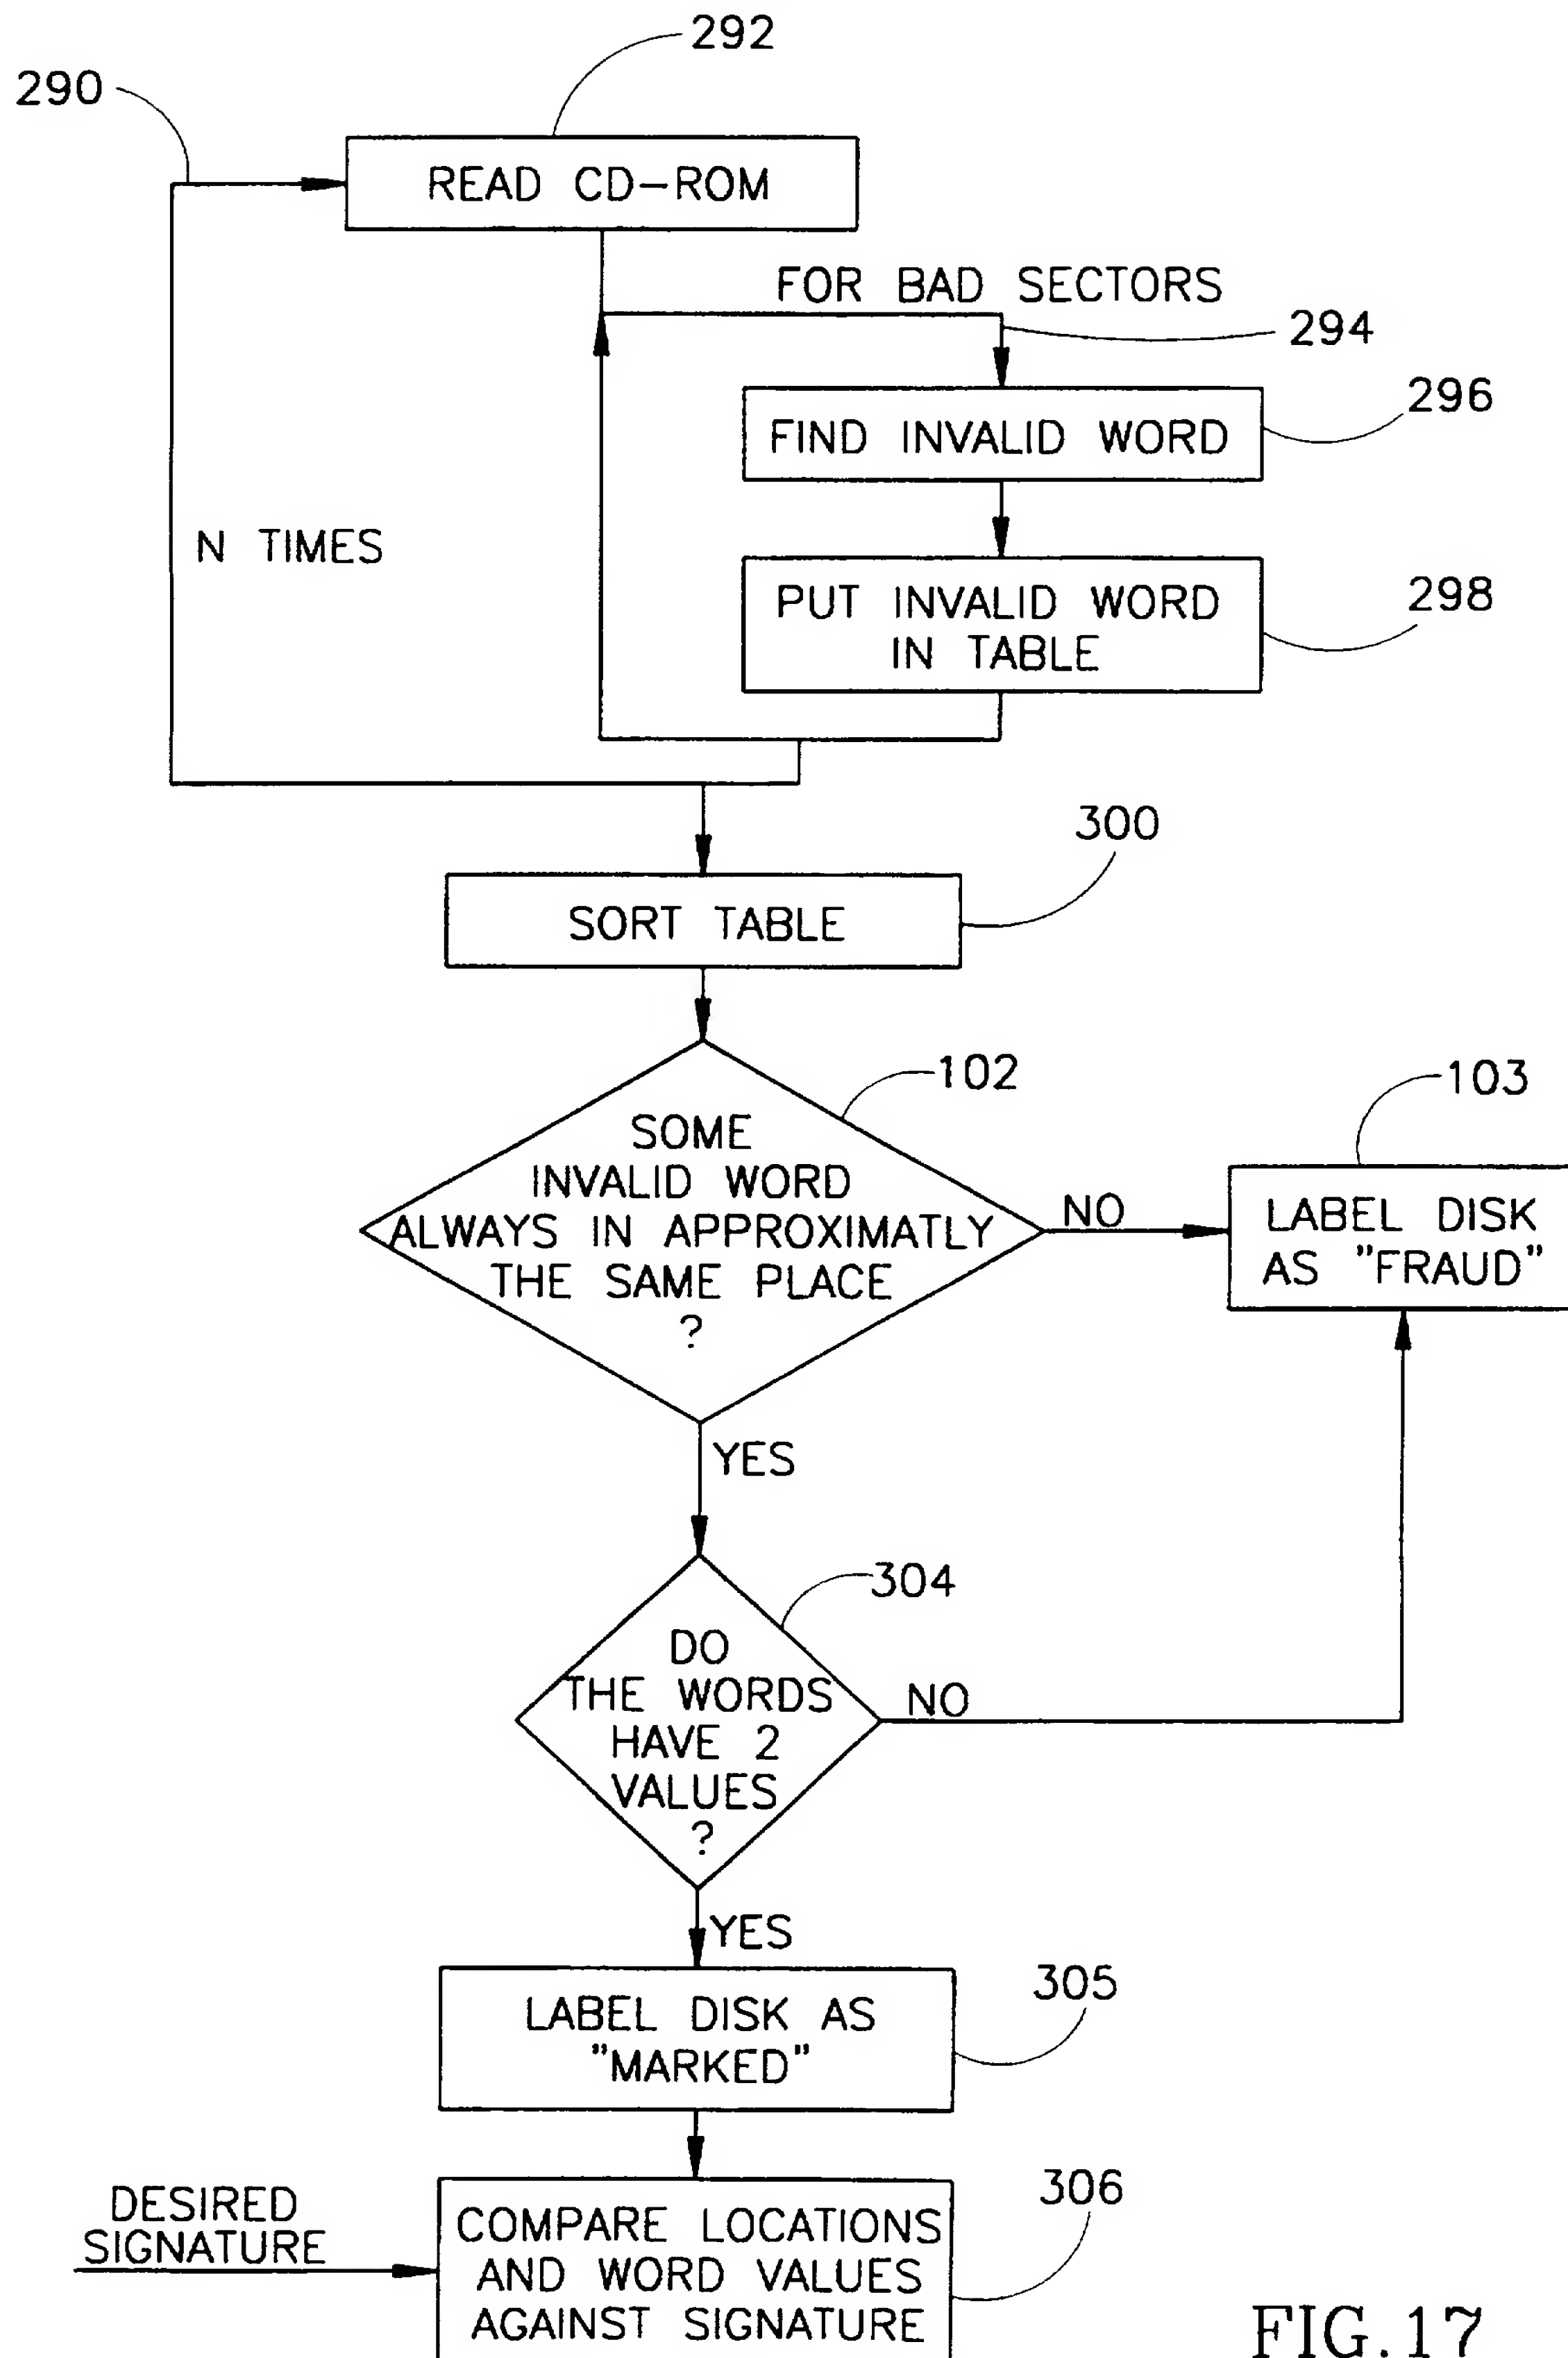 292
290
READ CD-ROM
FOR BAD SECTORS
294
296
FIND INVALID WORD
N TIMES
298
PUT INVALID WORD
IN TABLE
300
SORT TABLE
102
103
SOME
INVALID WORD
ALWAYS IN APPROXIMATLY
THE SAME PLACE
?
NO
LABEL DISK
AS "FRAUD"
YES
304
DO
THE WORDS
HAVE 2
VALUES
?
NO
YES
305
LABEL DISK AS
"MARKED"
306
DESIRED
SIGNATURE
COMPARE LOCATIONS
AND WORD VALUES
AGAINST SIGNATURE
FIG.17